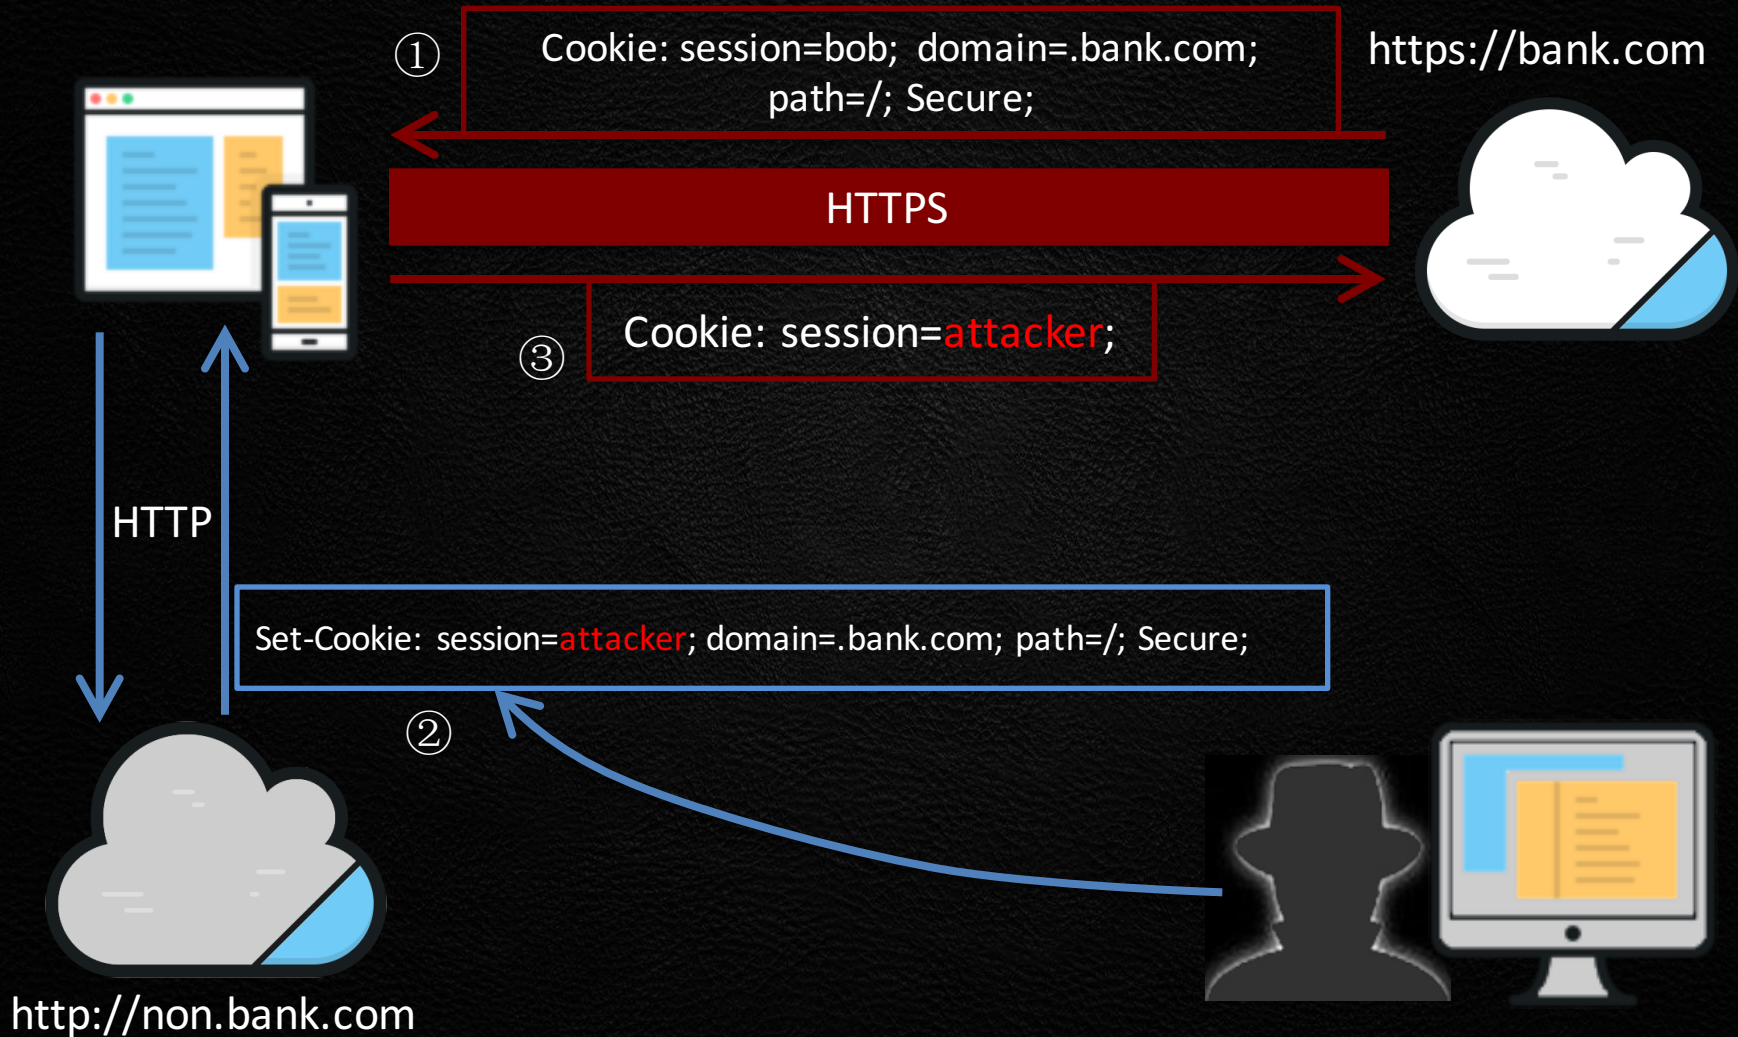 ①
Cookie: session=bob; domain=.bank.com;
path=/; Secure;
https://bank.com
HTTPS
③
Cookie: session=attacker;
HTTP
Set-Cookie: session=attacker; domain=.bank.com; path=/; Secure;
②
http://non.bank.com